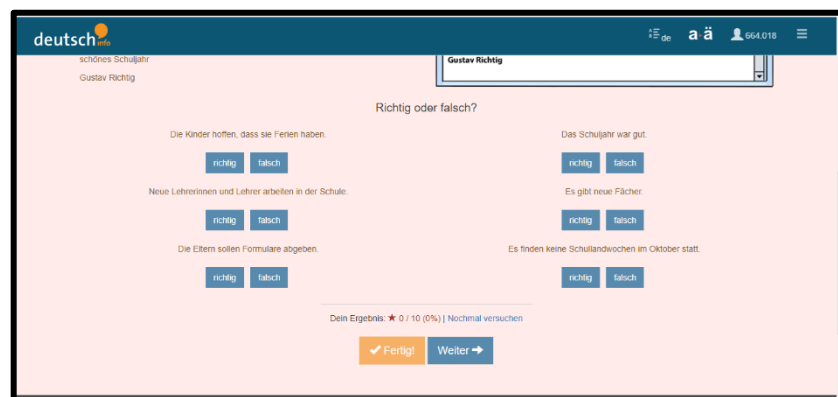 deutsch info
de a·ä 664.018
schönes Schuljahr
Gustav Richtig
Gustav Richtig
Richtig oder falsch?
Die Kinder hoffen, dass sie Ferien haben.
richtig falsch
Das Schuljahr war gut.
richtig falsch
Neue Lehrerinnen und Lehrer arbeiten in der Schule.
richtig falsch
Es gibt neue Fächer.
richtig falsch
Die Eltern sollen Formulare abgeben.
richtig falsch
Es finden keine Schullandwochen im Oktober statt.
richtig falsch
Dein Ergebnis: ★ 0 / 10 (0%) | Nochmal versuchen
✔ Fertig! Weiter ➔